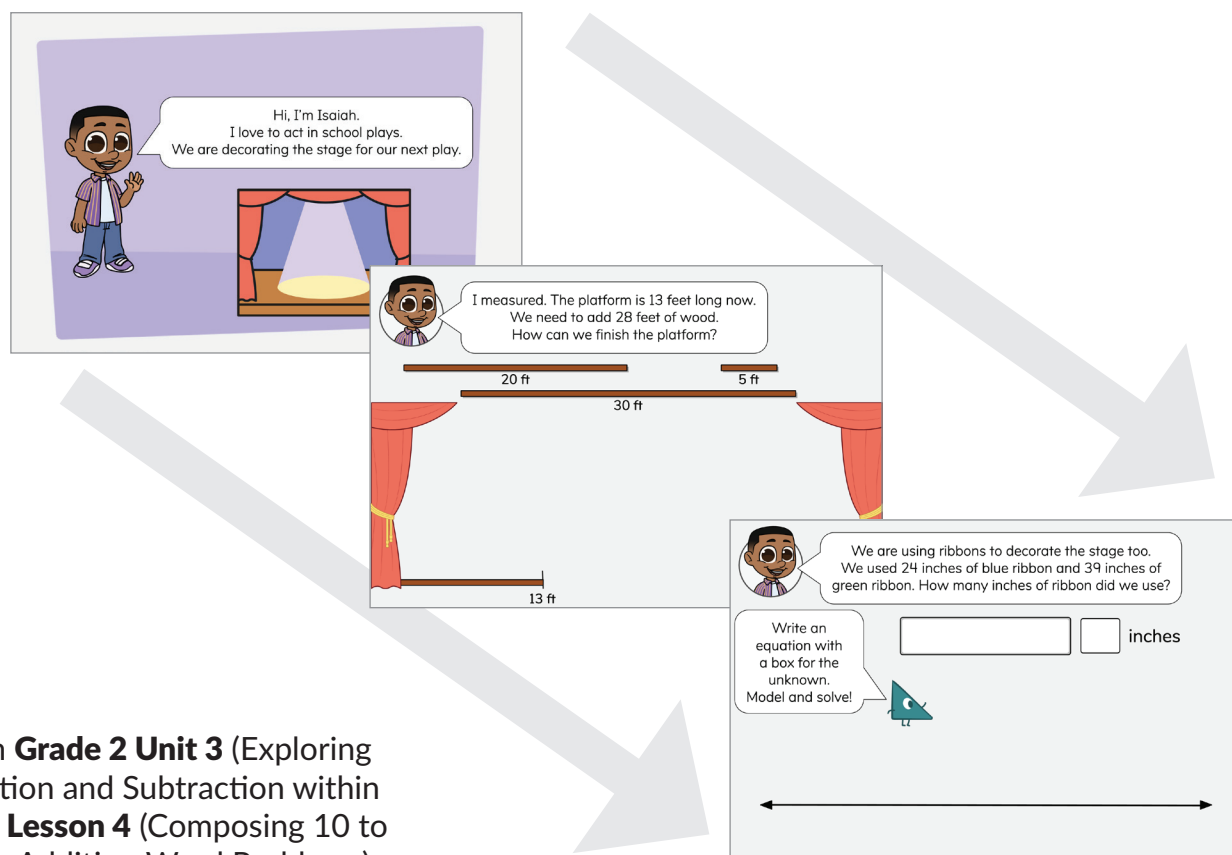 Hi, I'm Isaiah.
I love to act in school plays.
We are decorating the stage for our next play.
I measured. The platform is 13 feet long now.
We need to add 28 feet of wood.
How can we finish the platform?
20 ft
5 ft
30 ft
13 ft
We are using ribbons to decorate the stage too.
We used 24 inches of blue ribbon and 39 inches of
green ribbon. How many inches of ribbon did we use?
inches
Write an
equation with
a box for the
unknown.
Model and solve!
Grade 2 Unit 3 (Exploring
tion and Subtraction within
Lesson 4 (Composing 10 to